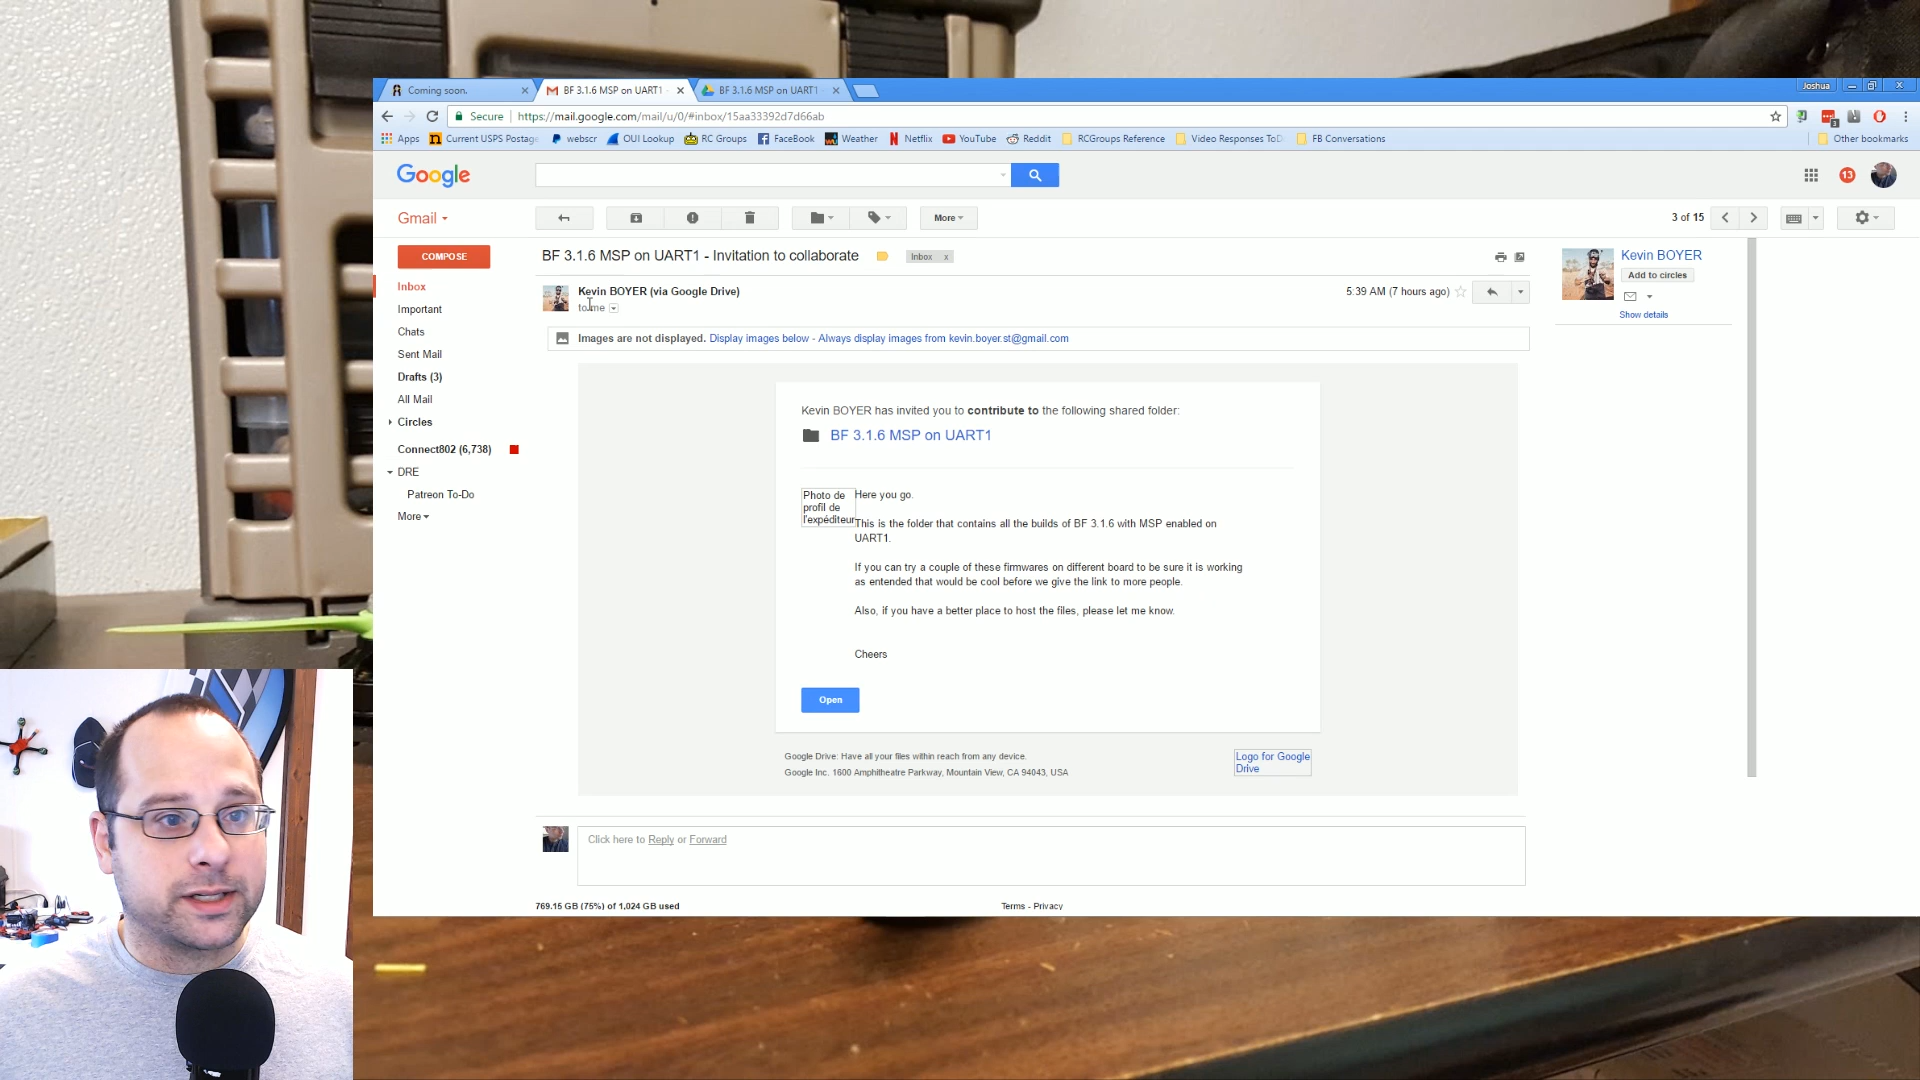 Coming soon.
BF 3.1.6 MSP on UART1
BF 3.1.6 MSP on UART1
Joshua
Secure
https://mail.google.com/mail/u/0/#inbox/15aa33392d7d66ab
Apps
Current USPS Postage
webscr
OUI Lookup
RC Groups
FaceBook
Weather
Netflix
YouTube
Reddit
RCGroups Reference
Video Responses ToD
FB Conversations
Other bookmarks
Google
13
Gmail
More
3 of 15
COMPOSE
Inbox
Important
Chats
Sent Mail
Drafts (3)
All Mail
Circles
Connect802 (6,738)
DRE
Patreon To-Do
More
BF 3.1.6 MSP on UART1 - Invitation to collaborate
Inbox x
Kevin BOYER (via Google Drive)
to me
5:39 AM (7 hours ago)
Images are not displayed. Display images below - Always display images from kevin.boyer.st@gmail.com
Kevin BOYER has invited you to contribute to the following shared folder:
BF 3.1.6 MSP on UART1
Photo de
profil de
l'expéditeur
Here you go.
This is the folder that contains all the builds of BF 3.1.6 with MSP enabled on
UART1.
If you can try a couple of these firmwares on different board to be sure it is working
as entended that would be cool before we give the link to more people.
Also, if you have a better place to host the files, please let me know.
Cheers
Open
Google Drive: Have all your files within reach from any device.
Google Inc. 1600 Amphitheatre Parkway, Mountain View, CA 94043, USA
Logo for Google
Drive
Click here to Reply or Forward
769.15 GB (75%) of 1,024 GB used
Terms - Privacy
Kevin BOYER
Add to circles
Show details